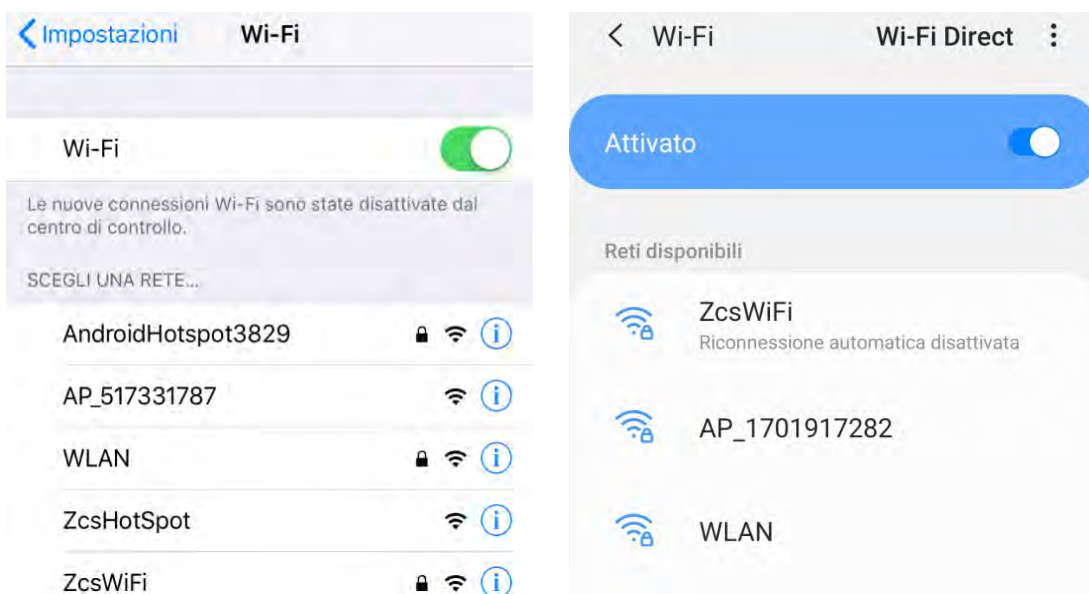 Impostazioni Wi-Fi
Wi-Fi
Le nuove connessioni Wi-Fi sono state disattivate dal
centro di controllo.
SCEGLI UNA RETE...
AndroidHotspot3829
AP_517331787
WLAN
ZcsHotSpot
ZcsWiFi
Wi-Fi Wi-Fi Direct
Attivato
Reti disponibili
ZcsWiFi
Riconnessione automatica disattivata
AP_1701917282
WLAN